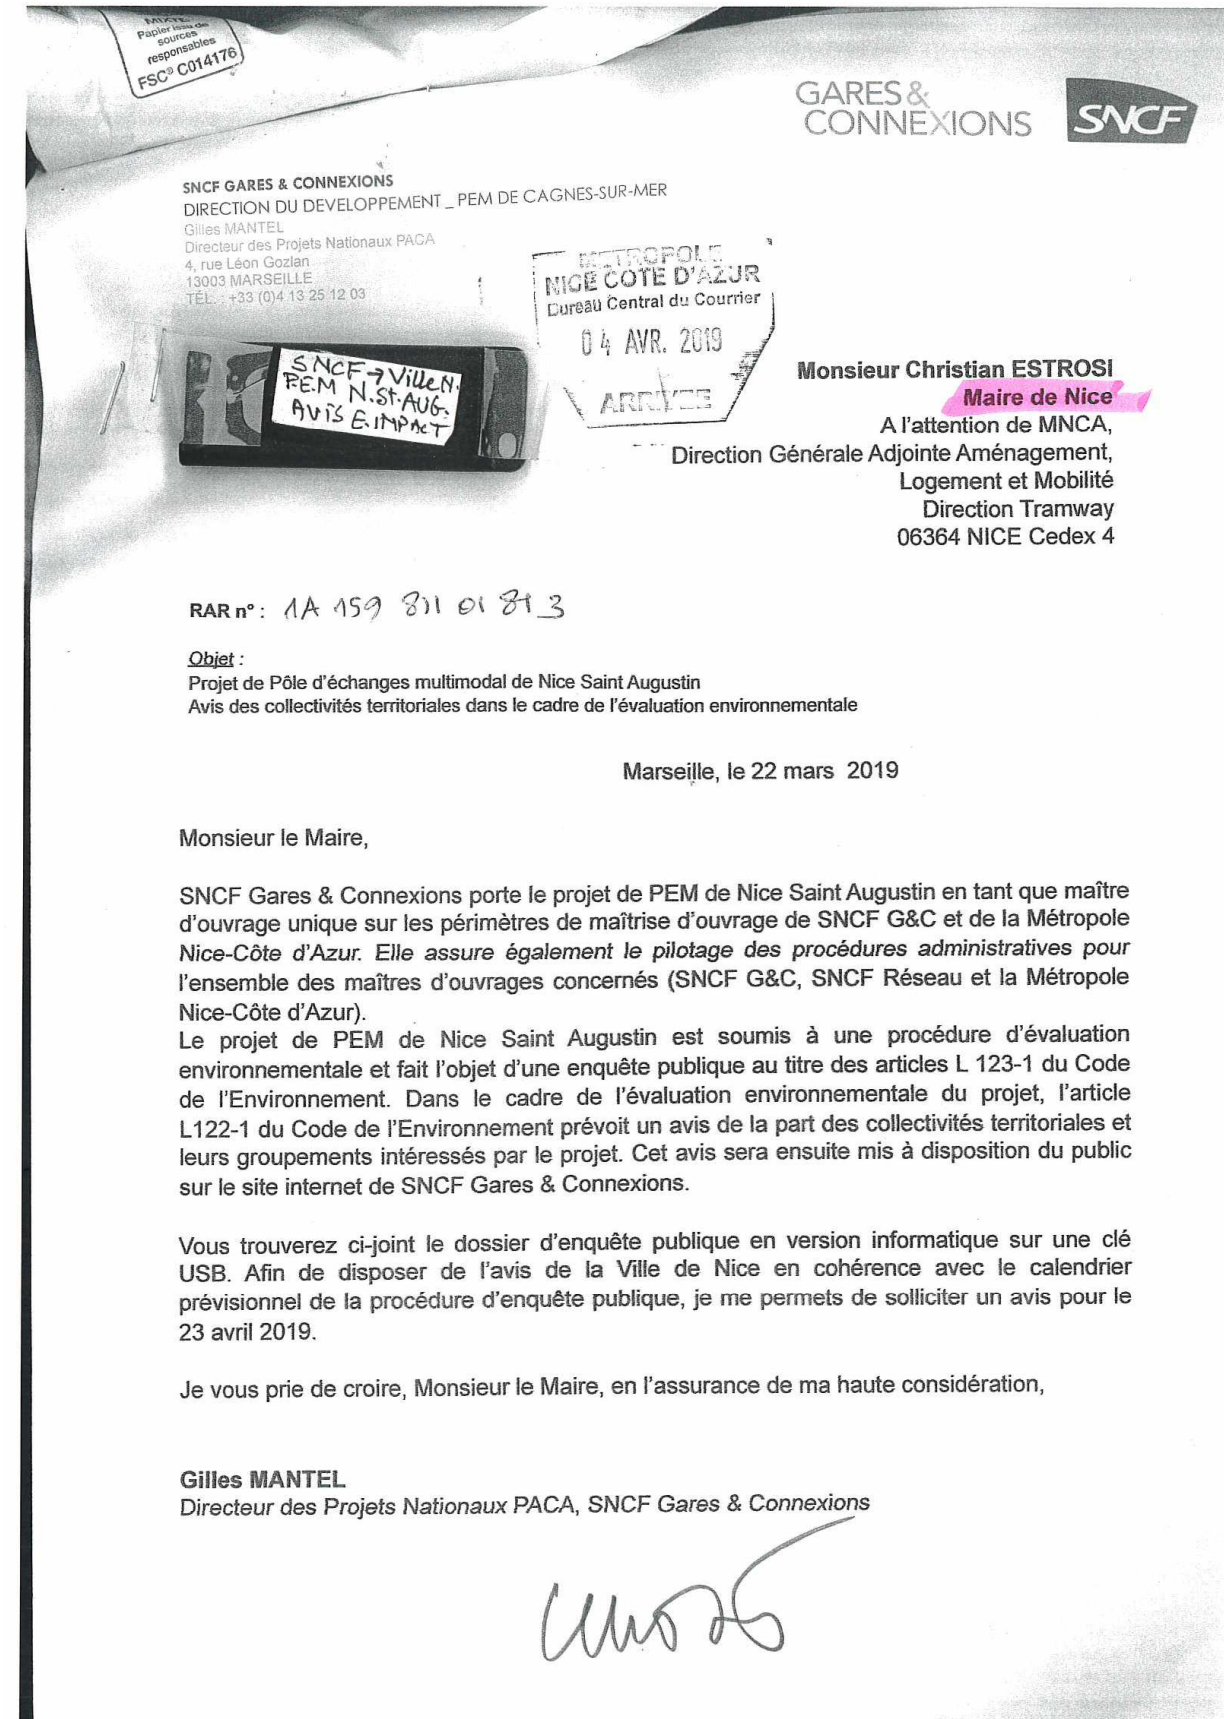 MIXTE
Papier issu de
sources
responsables
FSC® C014176
GARES &
CONNEXIONS
SNCF
SNCF GARES & CONNEXIONS
DIRECTION DU DEVELOPPEMENT _ PEM DE CAGNES-SUR-MER
Gilles MANTEL
Directeur des Projets Nationaux PACA
4, rue Léon Gozlan
13003 MARSEILLE
TÉL. : +33 (0)4 13 25 12 03
METROPOLE
NICE COTE D'AZUR
Bureau Central du Courrier
04 AVR. 2019
ARRIVEE
SNCF → Ville N.
P.E.M N.St.AUG.
AVIS E.IMPACT
Monsieur Christian ESTROSI
Maire de Nice
A l'attention de MNCA,
Direction Générale Adjointe Aménagement,
Logement et Mobilité
Direction Tramway
06364 NICE Cedex 4
RAR n° : 1A 159 811 01 81 3
Objet :
Projet de Pôle d'échanges multimodal de Nice Saint Augustin
Avis des collectivités territoriales dans le cadre de l'évaluation environnementale
Marseille, le 22 mars 2019
Monsieur le Maire,
SNCF Gares & Connexions porte le projet de PEM de Nice Saint Augustin en tant que maître
d'ouvrage unique sur les périmètres de maîtrise d'ouvrage de SNCF G&C et de la Métropole
Nice-Côte d'Azur. Elle assure également le pilotage des procédures administratives pour
l'ensemble des maîtres d'ouvrages concernés (SNCF G&C, SNCF Réseau et la Métropole
Nice-Côte d'Azur).
Le projet de PEM de Nice Saint Augustin est soumis à une procédure d'évaluation
environnementale et fait l'objet d'une enquête publique au titre des articles L 123-1 du Code
de l'Environnement. Dans le cadre de l'évaluation environnementale du projet, l'article
L122-1 du Code de l'Environnement prévoit un avis de la part des collectivités territoriales et
leurs groupements intéressés par le projet. Cet avis sera ensuite mis à disposition du public
sur le site internet de SNCF Gares & Connexions.
Vous trouverez ci-joint le dossier d'enquête publique en version informatique sur une clé
USB. Afin de disposer de l'avis de la Ville de Nice en cohérence avec le calendrier
prévisionnel de la procédure d'enquête publique, je me permets de solliciter un avis pour le
23 avril 2019.
Je vous prie de croire, Monsieur le Maire, en l'assurance de ma haute considération,
Gilles MANTEL
Directeur des Projets Nationaux PACA, SNCF Gares & Connexions